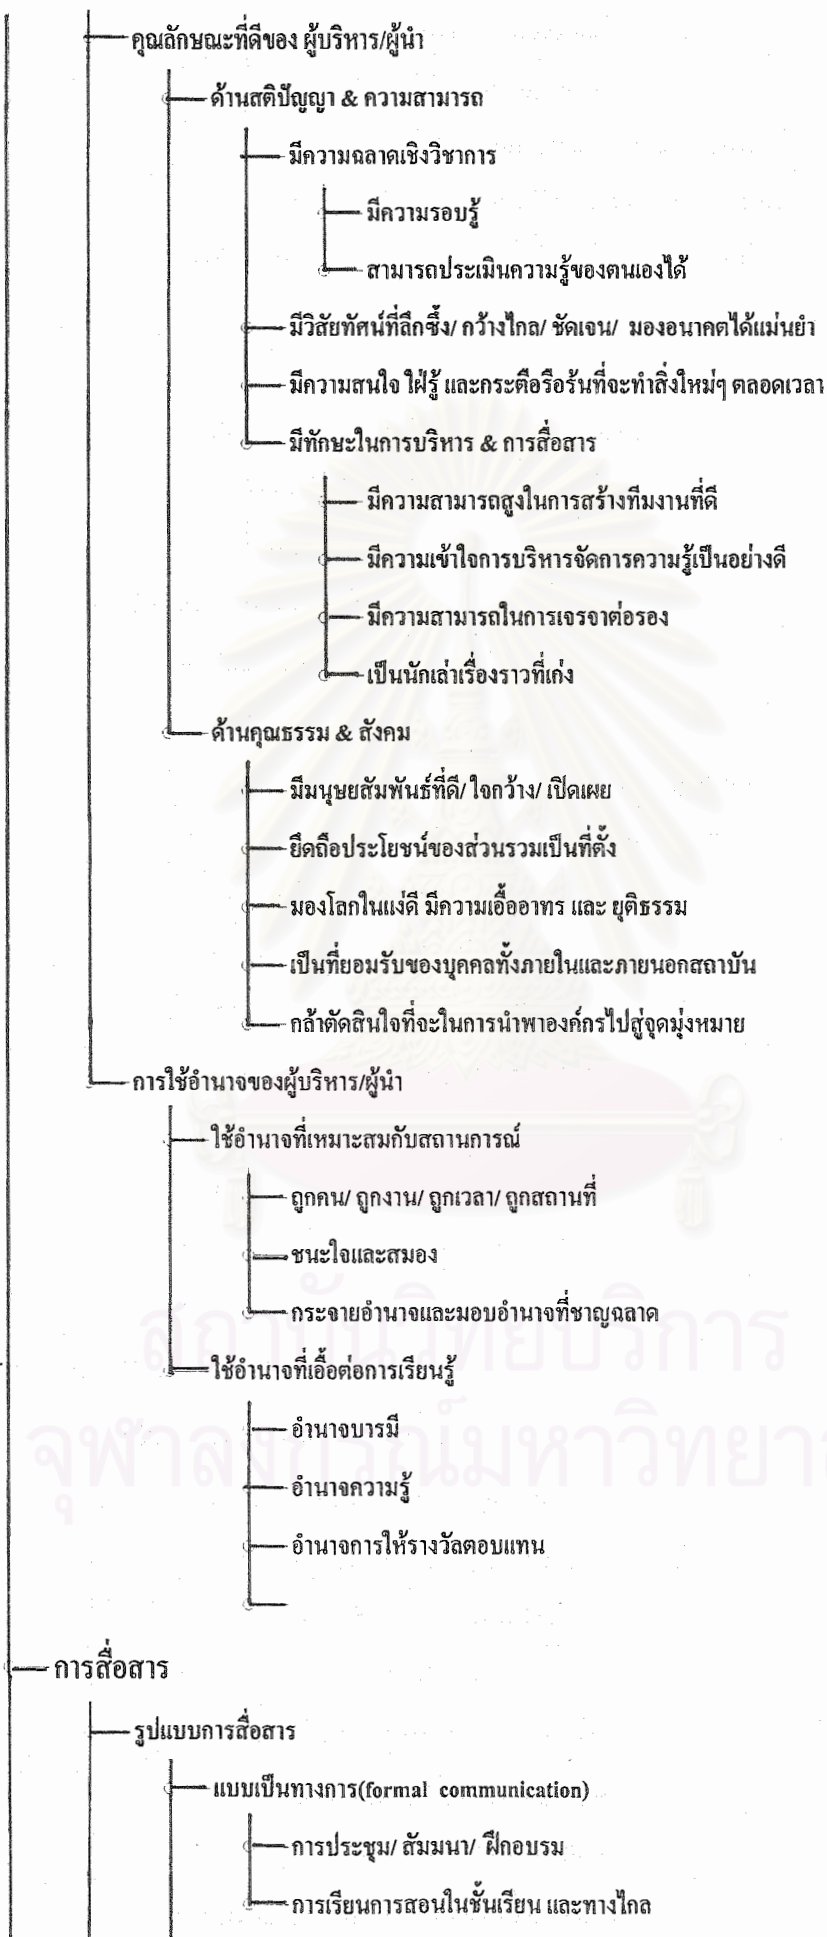 คุณลักษณะที่ดีของ ผู้บริหาร/ผู้นำ
ด้านสติปัญญา & ความสามารถ
มีความฉลาดเชิงวิชาการ
มีความรอบรู้
สามารถประเมินความรู้ของตนเองได้
มีวิสัยทัศน์ที่ลึกซึ้ง/ กว้างไกล/ ชัดเจน/ มองอนาคตได้แม่นยำ
มีความสนใจ ใฝ่รู้ และกระตือรือร้นที่จะทำสิ่งใหม่ๆ ตลอดเวลา
มีทักษะในการบริหาร & การสื่อสาร
มีความสามารถสูงในการสร้างทีมงานที่ดี
มีความเข้าใจการบริหารจัดการความรู้เป็นอย่างดี
มีความสามารถในการเจรจาต่อรอง
เป็นนักเล่าเรื่องราวที่เก่ง
ด้านคุณธรรม & สังคม
มีมนุษยสัมพันธ์ที่ดี/ ใจกว้าง/ เปิดเผย
ยึดถือประโยชน์ของส่วนรวมเป็นที่ตั้ง
มองโลกในแง่ดี มีความเอื้ออาทร และ ยุติธรรม
เป็นที่ยอมรับของบุคคลทั้งภายในและภายนอกสถาบัน
กล้าตัดสินใจที่จะในการนำพาองค์กรไปสู่จุดมุ่งหมาย
การใช้อำนาจของผู้บริหาร/ผู้นำ
ใช้อำนาจที่เหมาะสมกับสถานการณ์
ถูกคน/ ถูกงาน/ ถูกเวลา/ ถูกสถานที่
ชนะใจและสมอง
กระจายอำนาจและมอบอำนาจที่ชาญฉลาด
สถาบันวิทยบริการ
ใช้อำนาจที่เอื้อต่อการเรียนรู้
อำนาจบารมี
จุฬาลงกรณ์มหาวิทยา
อำนาจความรู้
อำนาจการให้รางวัลตอบแทน
การสื่อสาร
รูปแบบการสื่อสาร
แบบเป็นทางการ(formal communication)
การประชุม/ สัมมนา/ ฝึกอบรม
การเรียนการสอนในชั้นเรียน และทางไกล